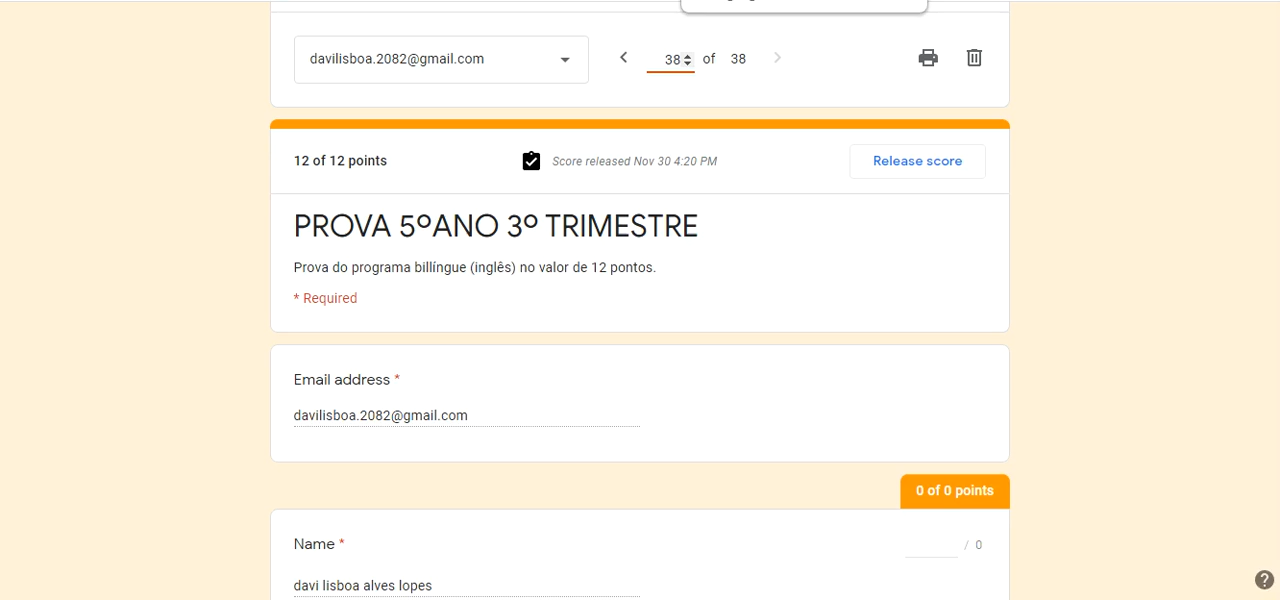 davilisboa.2082@gmail.com 38 of 38
12 of 12 points Score released Nov 30 4:20 PM Release score
PROVA 5ºANO 3º TRIMESTRE
Prova do programa billíngue (inglês) no valor de 12 pontos.
* Required
Email address *
davilisboa.2082@gmail.com
0 of 0 points
Name * / 0
davi lisboa alves lopes